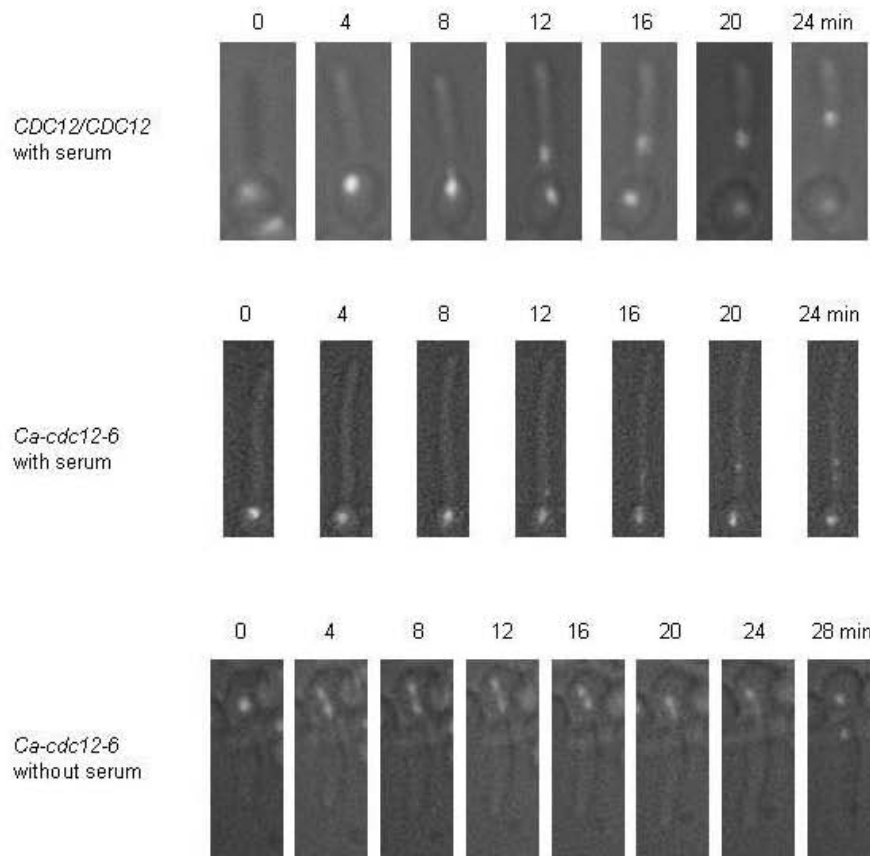 0 4 8 12 16 20 24 min
CDC12/CDC12
with serum
0 4 8 12 16 20 24 min
Ca-cdc12-6
with serum
0 4 8 12 16 20 24 28 min
Ca-cdc12-6
without serum